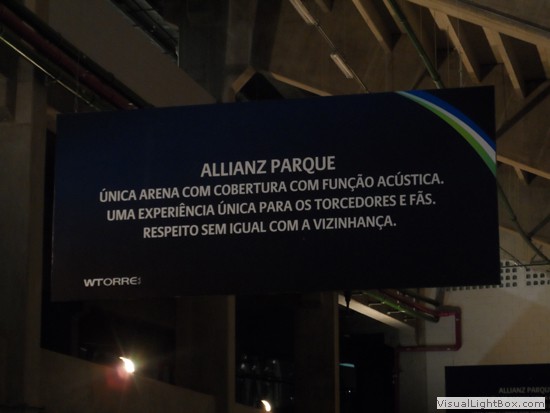 ALLIANZ PARQUE
ÚNICA ARENA COM COBERTURA COM FUNÇÃO ACÚSTICA.
UMA EXPERIÊNCIA ÚNICA PARA OS TORCEDORES E FÃS.
RESPEITO SEM IGUAL COM A VIZINHANÇA.
WTORRE
ALLIANZ PARQUE
VisualLightBox.com